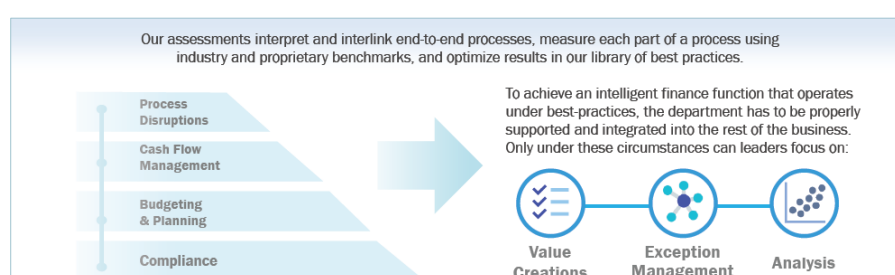 Our assessments interpret and interlink end-to-end processes, measure each part of a process using
industry and proprietary benchmarks, and optimize results in our library of best practices.
Process
Disruptions
Cash Flow
Management
Budgeting
& Planning
Compliance
To achieve an intelligent finance function that operates
under best-practices, the department has to be properly
supported and integrated into the rest of the business.
Only under these circumstances can leaders focus on:
Value
Creations
Exception
Management
Analysis